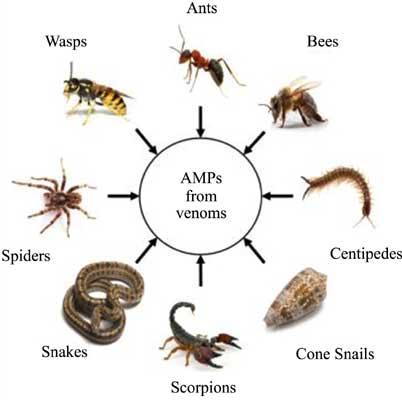 Ants
Wasps
Bees
AMPs
from
venoms
Spiders
Centipedes
Snakes
Cone Snails
Scorpions